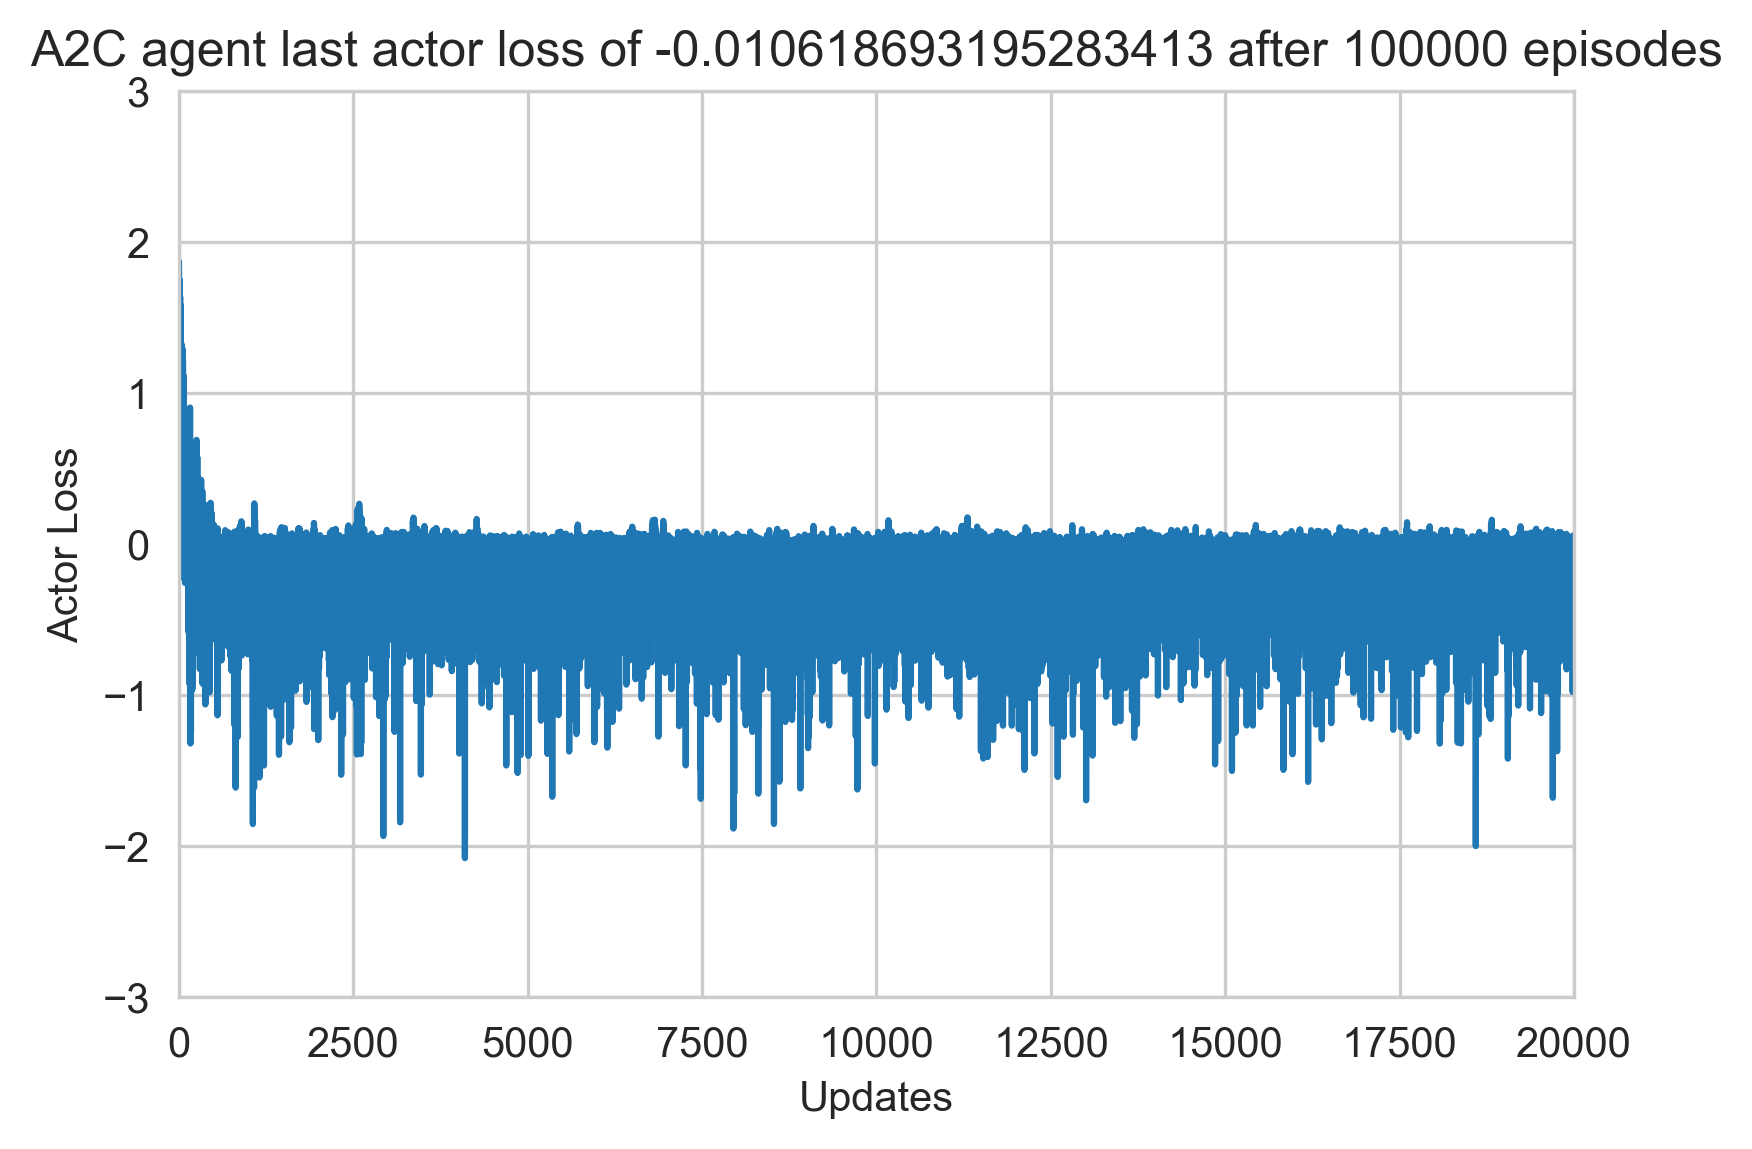 A2C agent last actor loss of -0.010618693195283413 after 100000 episodes
3
2
1
0
−1
−2
−3
Actor Loss
0 2500 5000 7500 10000 12500 15000 17500 20000
Updates